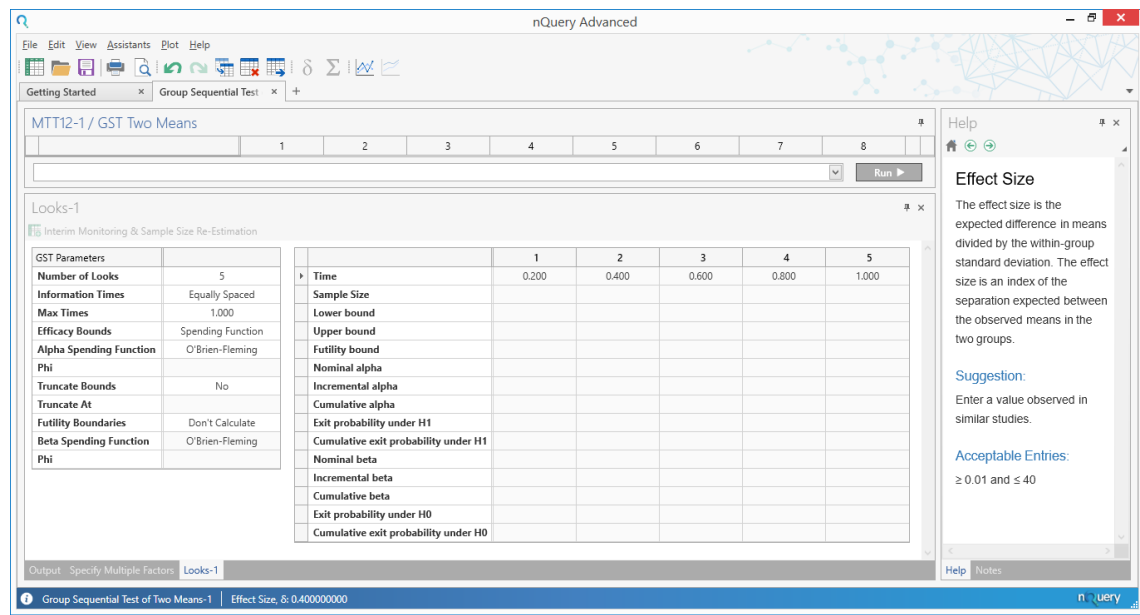 nQuery Advanced
File Edit View Assistants Plot Help
Getting Started × Group Sequential Test × +
MTT12-1 / GST Two Means
1 2 3 4 5 6 7 8
Run
Looks-1
Interim Monitoring & Sample Size Re-Estimation
GST Parameters
Number of Looks 5
Information Times Equally Spaced
Max Times 1.000
Efficacy Bounds Spending Function
Alpha Spending Function O'Brien-Fleming
Phi
Truncate Bounds No
Truncate At
Futility Boundaries Don't Calculate
Beta Spending Function O'Brien-Fleming
Phi
1 2 3 4 5
Time 0.200 0.400 0.600 0.800 1.000
Sample Size
Lower bound
Upper bound
Futility bound
Nominal alpha
Incremental alpha
Cumulative alpha
Exit probability under H1
Cumulative exit probability under H1
Nominal beta
Incremental beta
Cumulative beta
Exit probability under H0
Cumulative exit probability under H0
Output Specify Multiple Factors Looks-1
Help
Effect Size
The effect size is the
expected difference in means
divided by the within-group
standard deviation. The effect
size is an index of the
separation expected between
the observed means in the
two groups.
Suggestion:
Enter a value observed in
similar studies.
Acceptable Entries:
≥ 0.01 and ≤ 40
Help Notes
Group Sequential Test of Two Means-1 Effect Size, δ: 0.400000000
nQuery